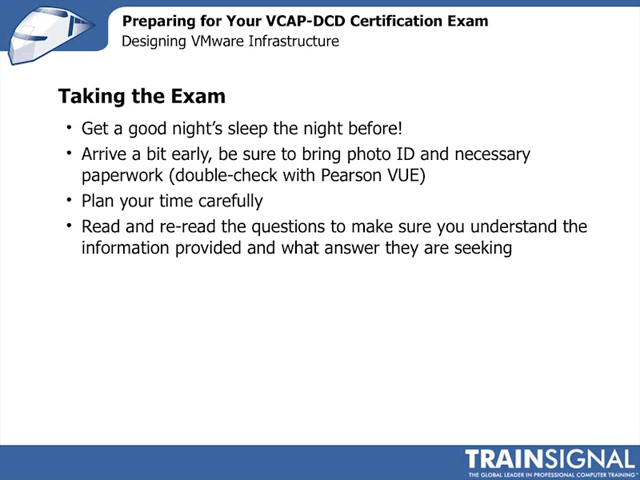 Preparing for Your VCAP-DCD Certification Exam
Designing VMware Infrastructure
Taking the Exam
• Get a good night's sleep the night before!
• Arrive a bit early, be sure to bring photo ID and necessary
paperwork (double-check with Pearson VUE)
• Plan your time carefully
• Read and re-read the questions to make sure you understand the
information provided and what answer they are seeking
TRAINSIGNAL
THE GLOBAL LEADER IN PROFESSIONAL COMPUTER TRAINING